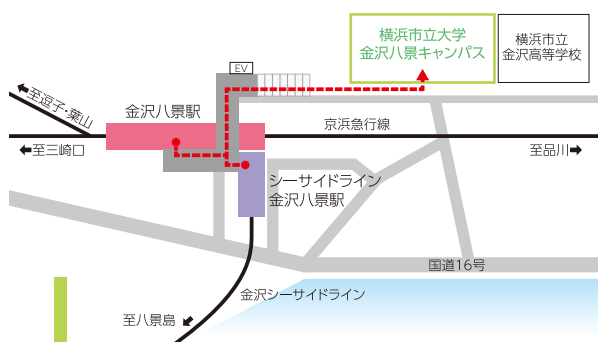 横浜市立大学
金沢八景キャンパス
横浜市立
金沢高等学校
EV
至逗子・葉山
金沢八景駅
京浜急行線
至三崎口
至品川
シーサイドライン
金沢八景駅
国道16号
金沢シーサイドライン
至八景島